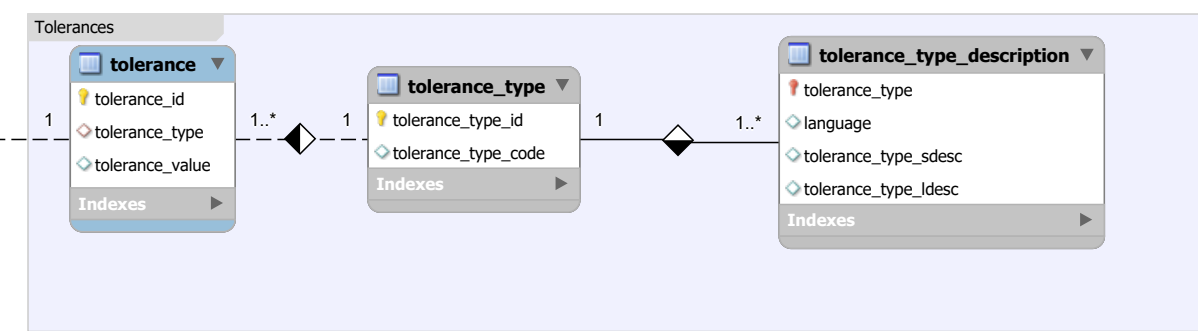 Tolerances
tolerance
tolerance_id
tolerance_type
tolerance_value
Indexes
1
1..*
1
tolerance_type
tolerance_type_id
tolerance_type_code
Indexes
1
1..*
tolerance_type_description
tolerance_type
language
tolerance_type_sdesc
tolerance_type_ldesc
Indexes